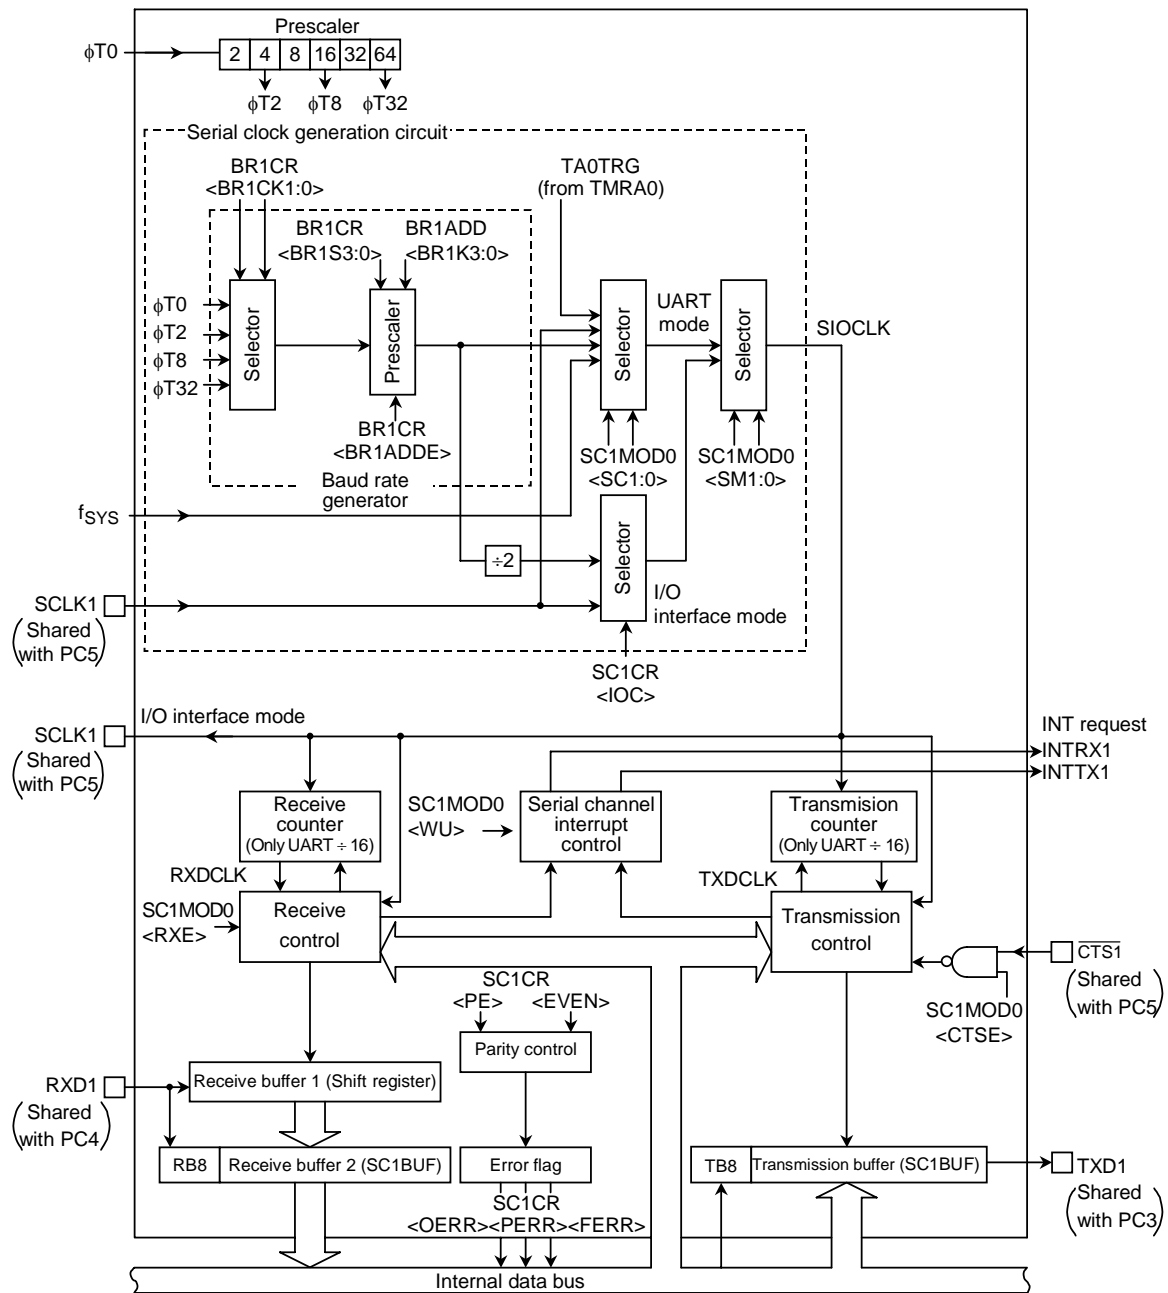 Prescaler
ϕT0
2 4 8 16 32 64
ϕT2 ϕT8 ϕT32
Serial clock generation circuit
BR1CR
<BR1CK1:0>
TA0TRG
(from TMRA0)
BR1CR
<BR1S3:0>
BR1ADD
<BR1K3:0>
ϕT0
ϕT2
ϕT8
ϕT32
Selector
Prescaler
Selector
UART
mode
Selector
SIOCLK
BR1CR
<BR1ADDE>
SC1MOD0
<SC1:0>
SC1MOD0
<SM1:0>
Baud rate
generator
fSYS
÷2
Selector
I/O
interface mode
SCLK1
(Shared
with PC5)
SC1CR
<IOC>
I/O interface mode
SCLK1
(Shared
with PC5)
INT request
INTRX1
INTTX1
Receive
counter
(Only UART ÷ 16)
SC1MOD0
<WU>
Serial channel
interrupt
control
Transmision
counter
(Only UART ÷ 16)
RXDCLK
TXDCLK
SC1MOD0
<RXE>
Receive
control
Transmission
control
CTS1
(Shared
with PC5)
SC1MOD0
<CTSE>
SC1CR
<PE> <EVEN>
Parity control
RXD1
(Shared
with PC4)
Receive buffer 1 (Shift register)
RB8
Receive buffer 2 (SC1BUF)
Error flag
TB8
Transmission buffer (SC1BUF)
TXD1
(Shared
with PC3)
SC1CR
<OERR><PERR><FERR>
Internal data bus